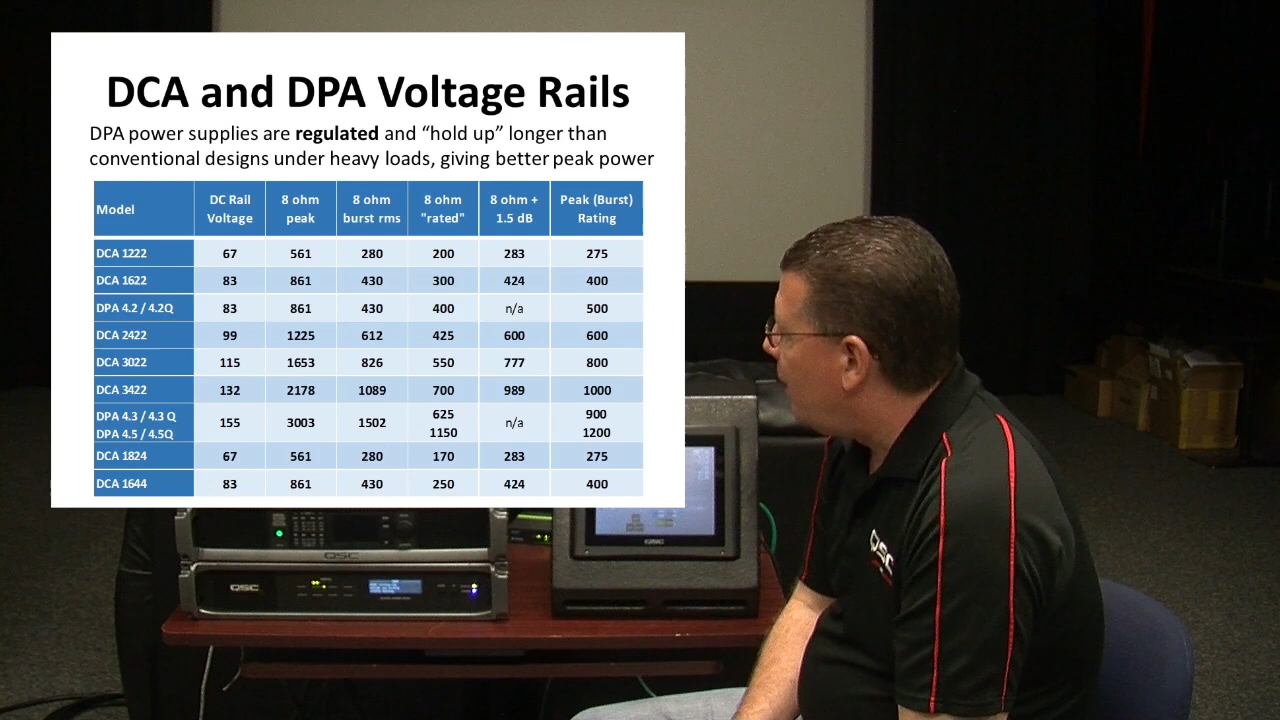 DCA and DPA Voltage Rails
DPA power supplies are regulated and “hold up” longer than
conventional designs under heavy loads, giving better peak power
Model DC Rail Voltage 8 ohm peak 8 ohm burst rms 8 ohm "rated" 8 ohm + 1.5 dB Peak (Burst) Rating
DCA 1222 67 561 280 200 283 275
DCA 1622 83 861 430 300 424 400
DPA 4.2 / 4.2Q 83 861 430 400 n/a 500
DCA 2422 99 1225 612 425 600 600
DCA 3022 115 1653 826 550 777 800
DCA 3422 132 2178 1089 700 989 1000
DPA 4.3 / 4.3 Q 155 3003 1502 625 n/a 900
DPA 4.5 / 4.5Q 1150 1200
DCA 1824 67 561 280 170 283 275
DCA 1644 83 861 430 250 424 400
QSC
QSC
QSC
QSC